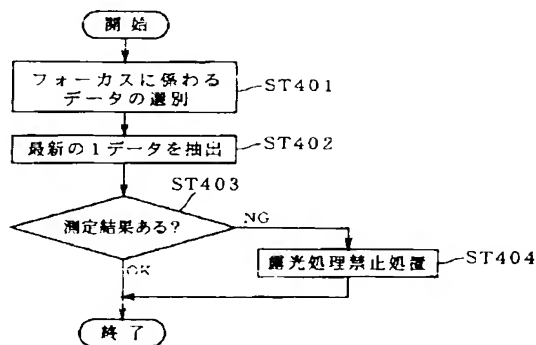 開始
フォーカスに係わる
データの選別
ST401
最新の1データを抽出
ST402
ST403
測定結果ある?
NG
OK
露光処理禁止処置
ST404
終了